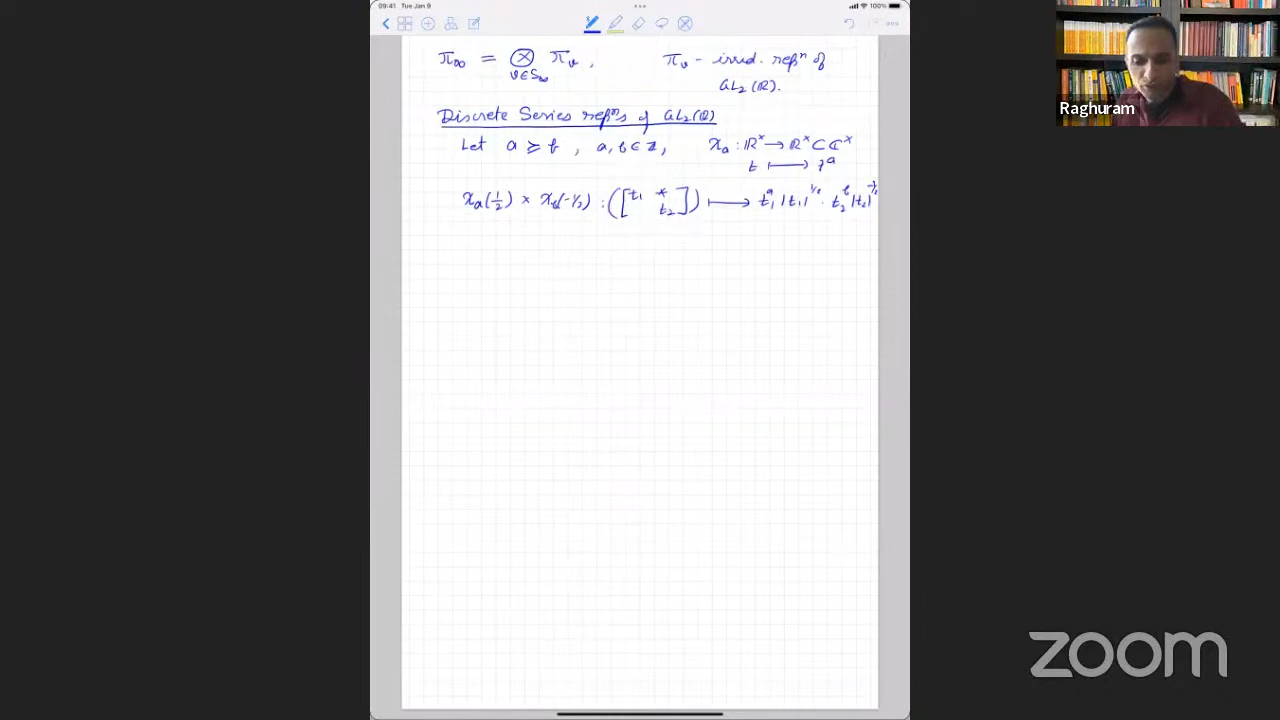 09:41 Tue Jan 9
100%
π∞ = ⊗ πv , πv - irred. repⁿ of
v∈S∞
GL₂(ℝ).
Discrete Series repⁿs of GL₂(ℝ)
Let a ≥ b , a, b ∈ ℤ, χa : ℝ^× → ℝ^× ⊂ ℂ^×
t ⟼ t^a
χa(1/2) × χb(-1/2) : ([t₁ * t₂]) ⟼ t₁^a |t₁|^1/2 · t₂^b |t₂|^-1/2
Raghuram
zoom